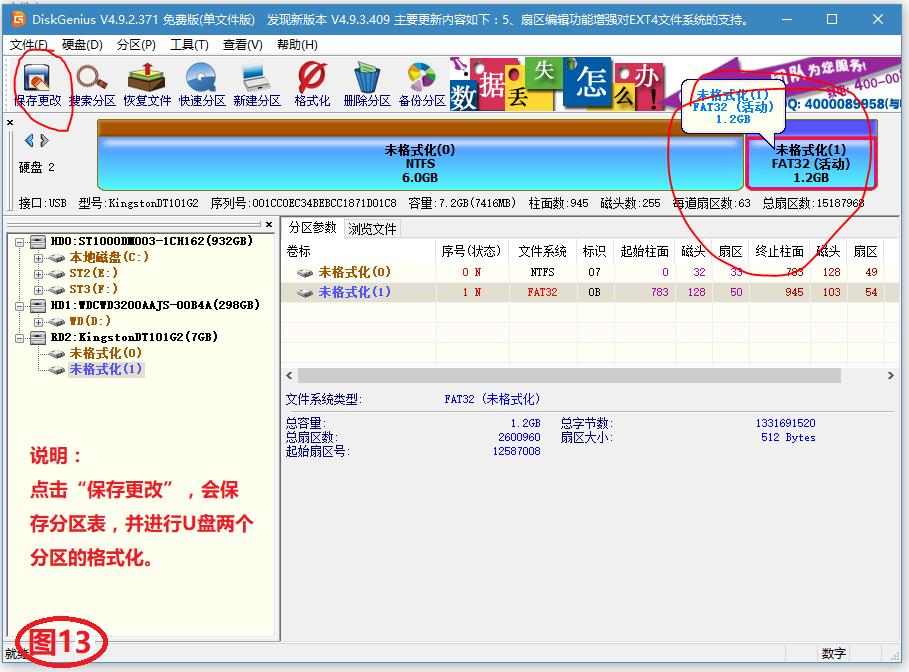 DiskGenius V4.9.2.371 免费版(单文件版) 发现新版本 V4.9.3.409 主要更新内容如下：5、扇区编辑功能增强对EXT4文件系统的支持。
文件(F) 硬盘(D) 分区(P) 工具(T) 查看(V) 帮助(H)
保存更改 搜索分区 恢复文件 快速分区 新建分区 格式化 删除分区 备份分区
数据丢失怎么办!
团队为您服务!
400-00
QQ: 4000089958(与电
未格式化(1)
FAT32 (活动)
1.2GB
硬盘 2
未格式化(0)
NTFS
6.0GB
未格式化(1)
FAT32 (活动)
1.2GB
接口:USB 型号:KingstonDT101G2 序列号:001CC0EC34BEBCC1871D01C8 容量:7.2GB(7416MB) 柱面数:945 磁头数:255 每道扇区数:63 总扇区数:15187968
HD0:ST1000DM003-1CH162(932GB)
本地磁盘(C:)
ST2(E:)
ST3(F:)
HD1:WDCWD3200AAJS-00B4A(298GB)
WD(D:)
RD2:KingstonDT101G2(7GB)
未格式化(0)
未格式化(1)
说明：
点击“保存更改”，会保
存分区表，并进行U盘两个
分区的格式化。
图13
分区参数 浏览文件
卷标 序号(状态) 文件系统 标识 起始柱面 磁头 扇区 终止柱面 磁头 扇区
未格式化(0) 0 N NTFS 07 0 32 33 783 128 49
未格式化(1) 1 N FAT32 0B 783 128 50 945 103 54
文件系统类型: FAT32 (未格式化)
总容量: 1.2GB 总字节数: 1331691520
总扇区数: 2600960 扇区大小: 512 Bytes
起始扇区号: 12587008
就绪 数字